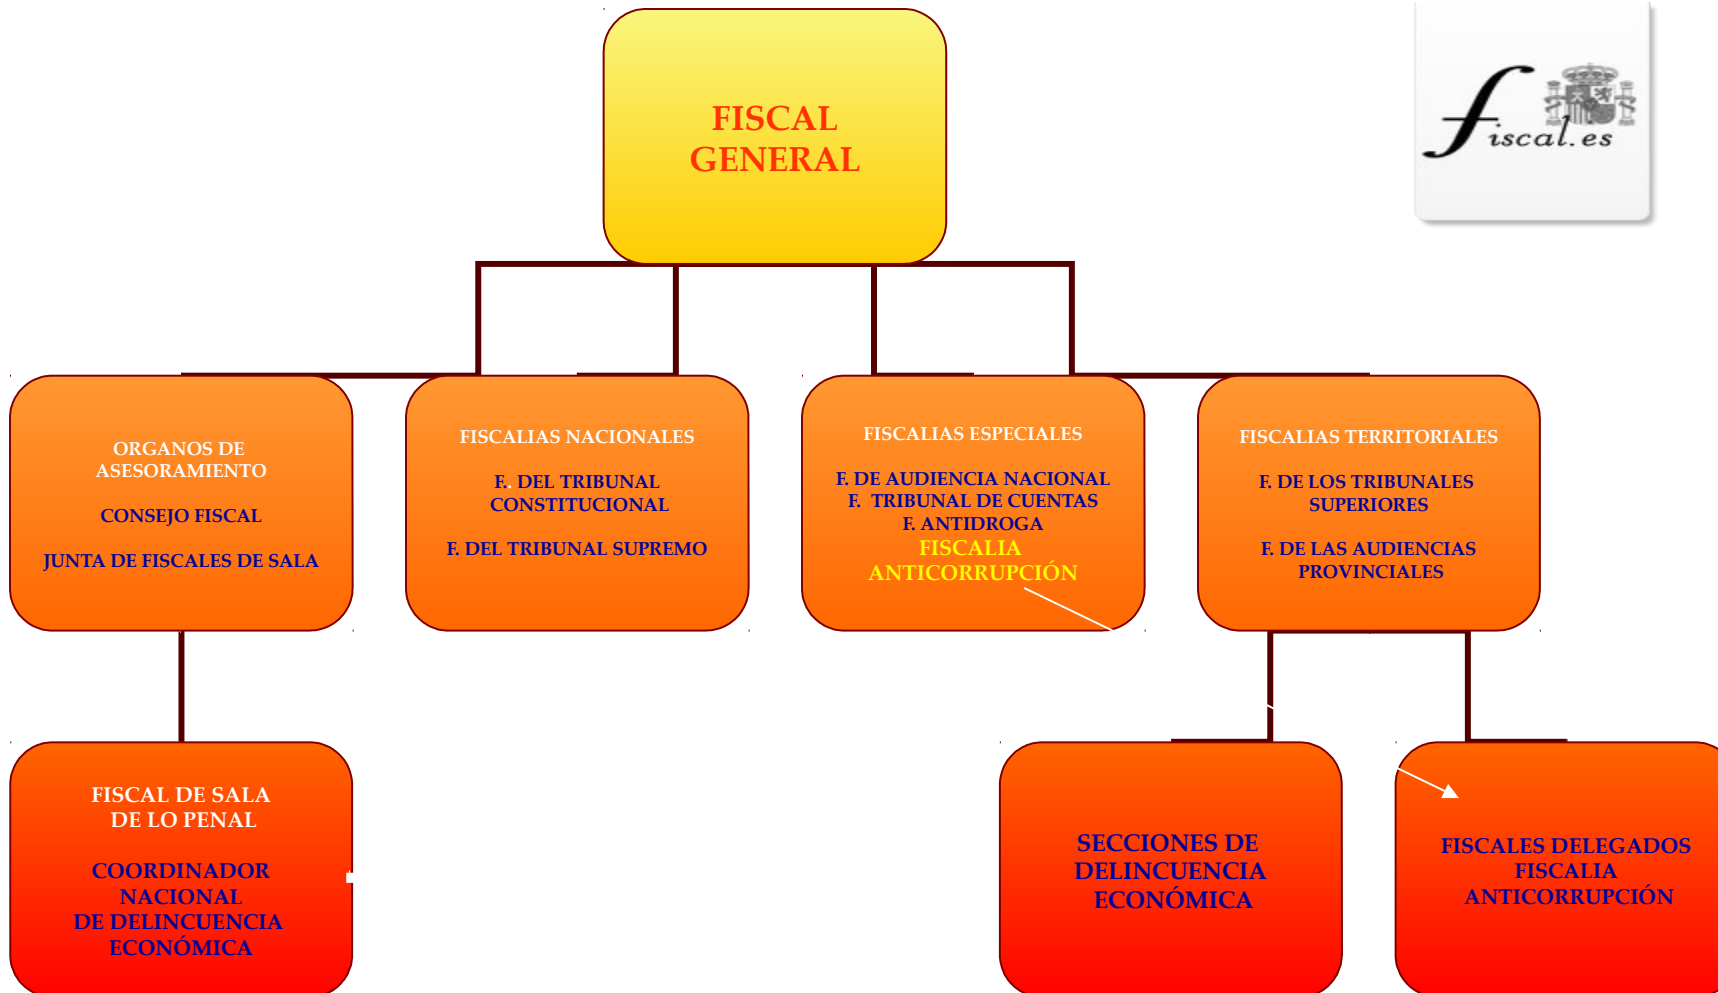 FISCAL
GENERAL
fiscal.es
ORGANOS DE
ASESORAMIENTO
CONSEJO FISCAL
JUNTA DE FISCALES DE SALA
FISCALIAS NACIONALES
F.. DEL TRIBUNAL
CONSTITUCIONAL
F. DEL TRIBUNAL SUPREMO
FISCALIAS ESPECIALES
F. DE AUDIENCIA NACIONAL
F. TRIBUNAL DE CUENTAS
F. ANTIDROGA
FISCALIA
ANTICORRUPCIÓN
FISCALIAS TERRITORIALES
F. DE LOS TRIBUNALES
SUPERIORES
F. DE LAS AUDIENCIAS
PROVINCIALES
FISCAL DE SALA
DE LO PENAL
COORDINADOR
NACIONAL
DE DELINCUENCIA
ECONÓMICA
SECCIONES DE
DELINCUENCIA
ECONÓMICA
FISCALES DELEGADOS
FISCALIA
ANTICORRUPCIÓN